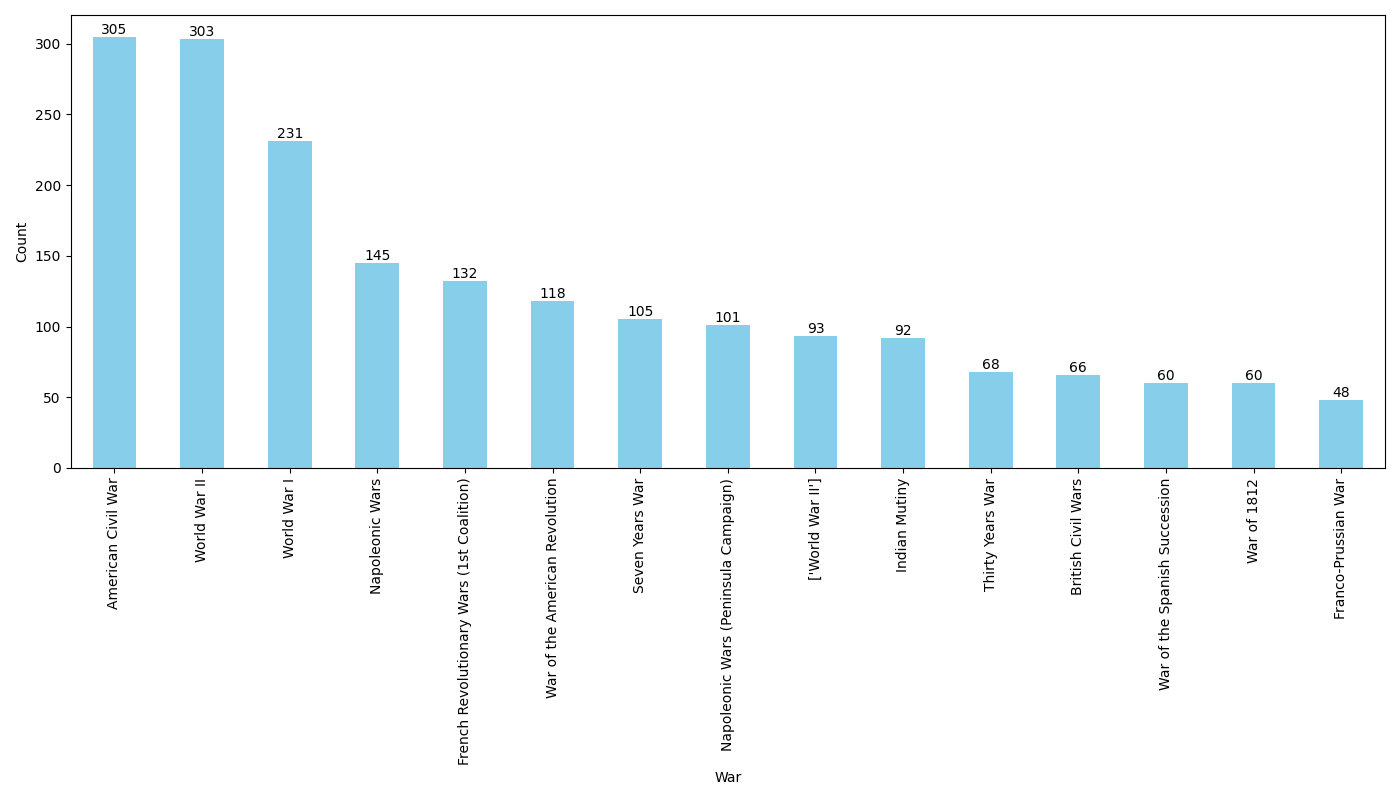 305
303
231
145
132
118
105
101
93
92
68
66
60
60
48
300
250
200
150
100
50
0
Count
American Civil War
World War II
World War I
Napoleonic Wars
French Revolutionary Wars (1st Coalition)
War of the American Revolution
Seven Years War
Napoleonic Wars (Peninsula Campaign)
['World War II']
Indian Mutiny
Thirty Years War
British Civil Wars
War of the Spanish Succession
War of 1812
Franco-Prussian War
War